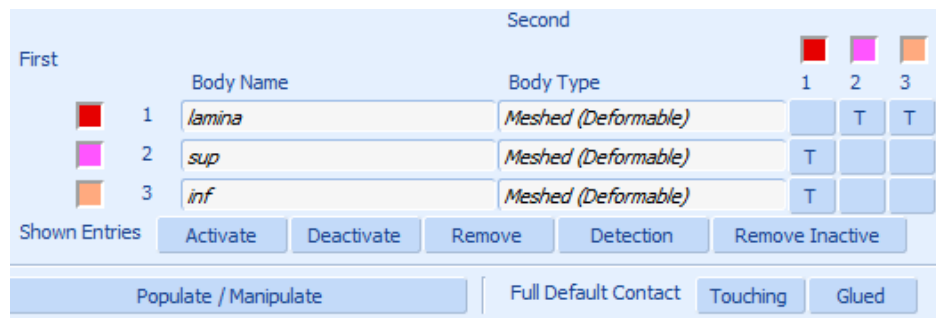 Second
First
Body Name Body Type 1 2 3
1 lamina Meshed (Deformable) T T
2 sup Meshed (Deformable) T
3 inf Meshed (Deformable) T
Shown Entries Activate Deactivate Remove Detection Remove Inactive
Populate / Manipulate Full Default Contact Touching Glued